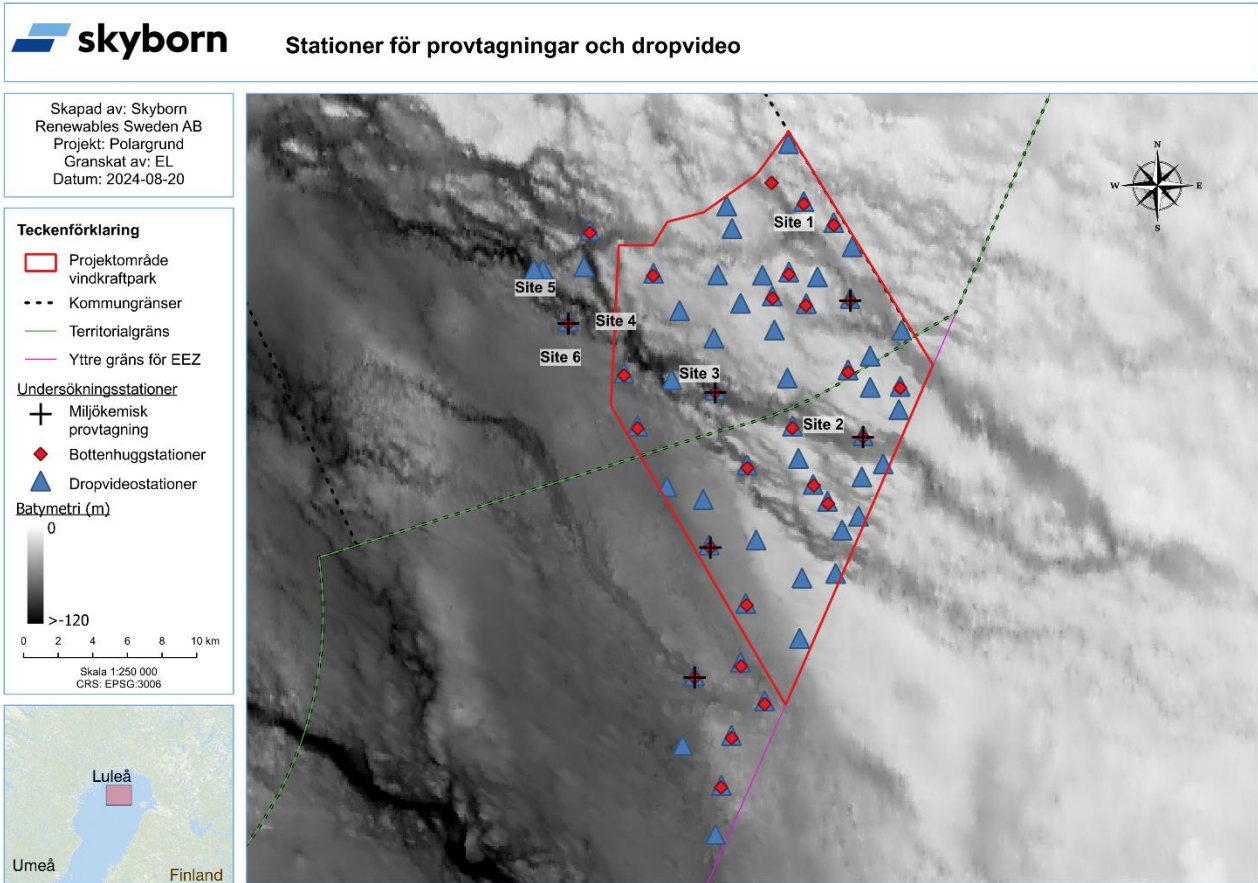 skyborn
Stationer för provtagningar och dropvideo
Skapad av: Skyborn
Renewables Sweden AB
Projekt: Polargrund
Granskat av: EL
Datum: 2024-08-20
Teckenförklaring
Projektområde
vindkraftpark
Kommungränser
Territorialgräns
Yttre gräns för EEZ
Undersökningsstationer
Miljökemisk
provtagning
Bottenhuggstationer
Dropvideostationer
Batymetri (m)
0
>-120
0 2 4 6 8 10 km
Skala 1:250 000
CRS: EPSG:3006
Luleå
Umeå
Finland
N
W E
S
Site 1
Site 5
Site 4
Site 6
Site 3
Site 2